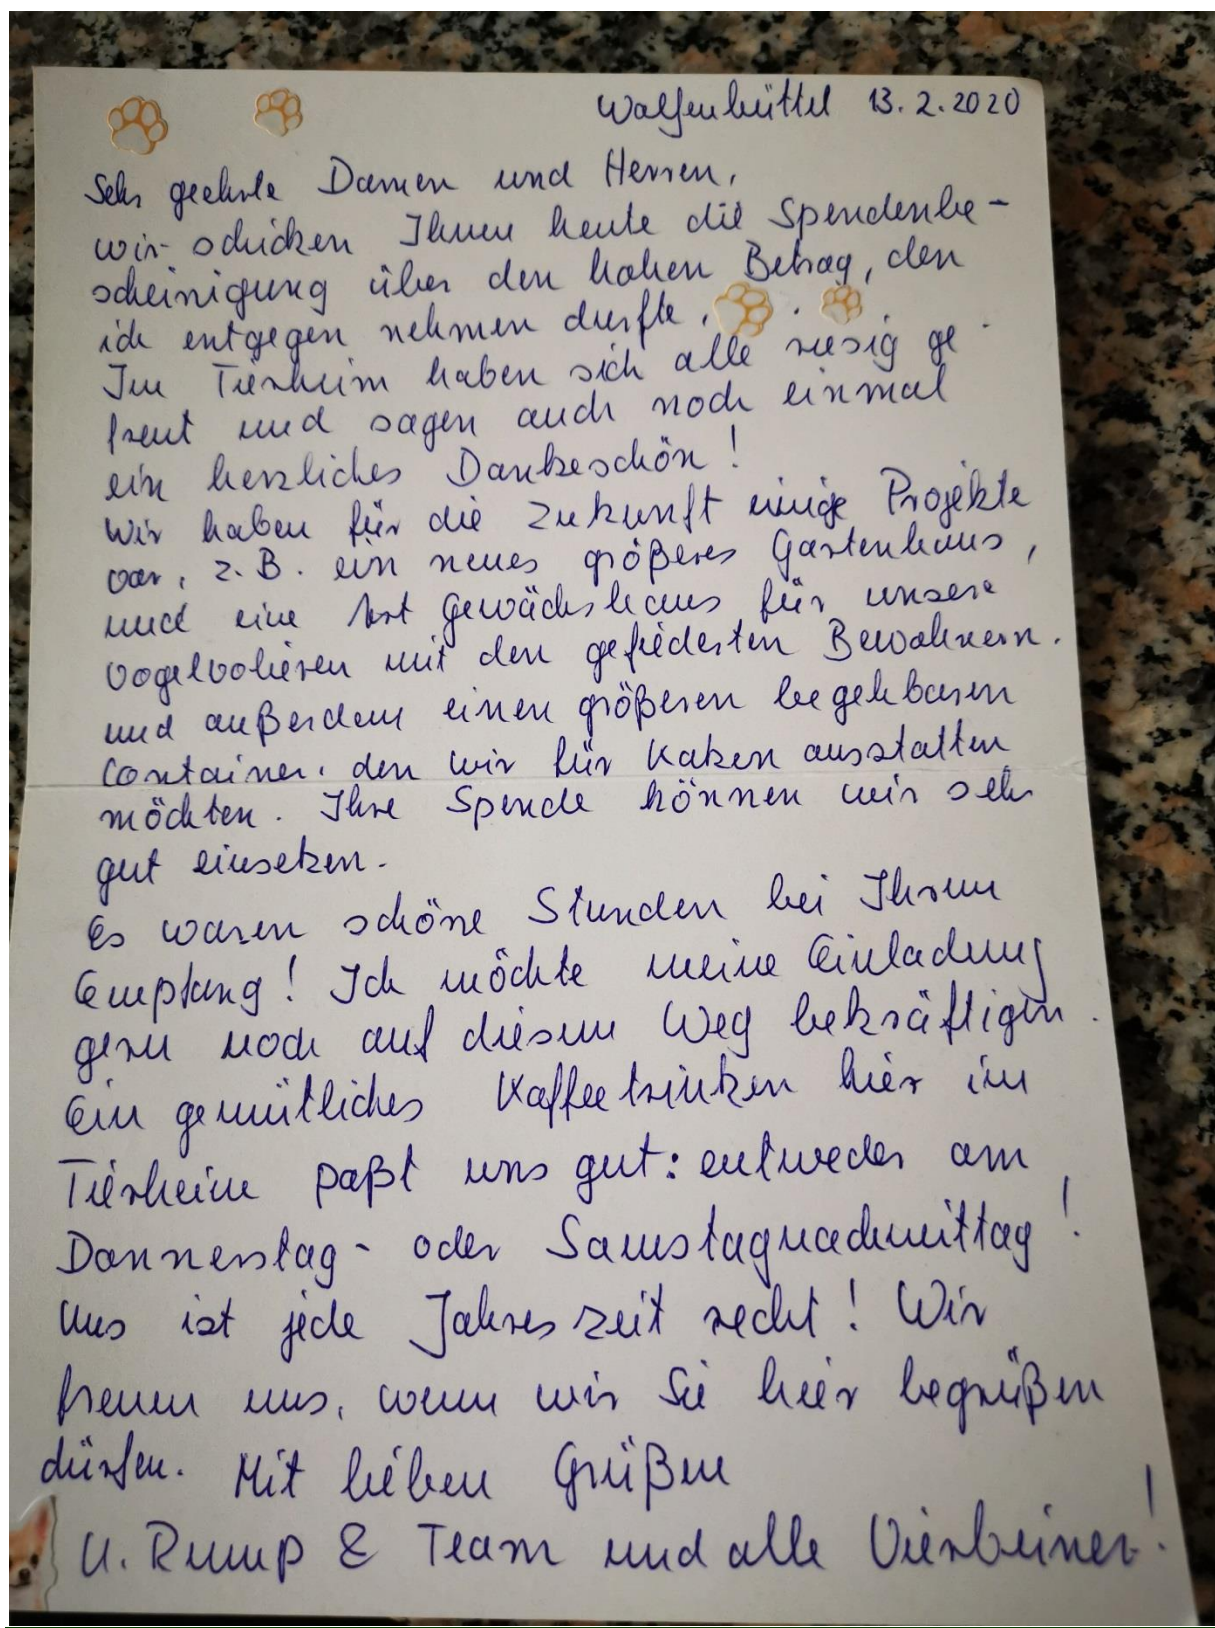 Wolfenbüttel 13.2.2020
Sehr geehrte Damen und Herren,
wir schicken Ihnen heute die Spendenbe-
scheinigung über den hohen Betrag, den
ich entgegen nehmen durfte.
Im Tierheim haben sich alle riesig ge
freut und sagen auch noch einmal
ein herzliches Dankeschön!
Wir haben für die Zukunft einige Projekte
vor, z.B. ein neues größeres Gartenhaus,
und eine Art Gewächshaus für unsere
Vogelvolieren mit den gefiederten Bewohnern.
und außerdem einen größeren begehbaren
Container, den wir für Katzen ausstatten
möchten. Ihre Spende können wir sehr
gut einsetzen.
Es waren schöne Stunden bei Ihrem
Empfang! Ich möchte meine Einladung
gern noch auf diesem Weg bekräftigen.
Ein gemütliches Kaffeetrinken hier im
Tierheim paßt uns gut: entweder am
Donnerstag- oder Samstagnachmittag!
Uns ist jede Jahreszeit recht! Wir
freuen uns, wenn wir Sie hier begrüßen
dürfen. Mit lieben Grüßen
U. Rump & Team und alle Vierbeiner!